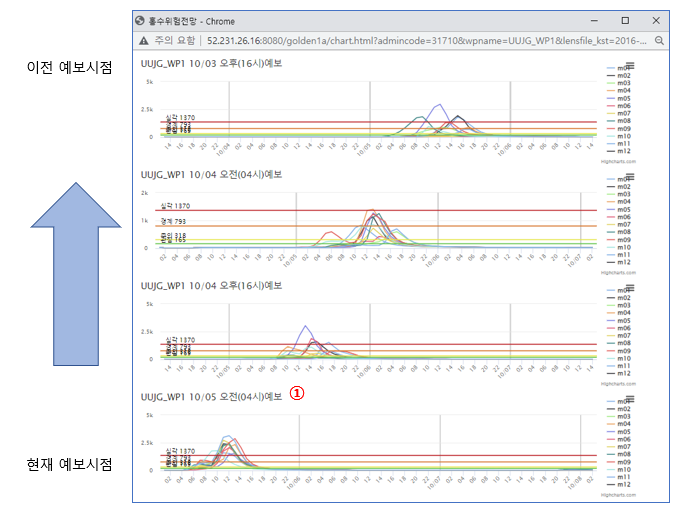 홍수위험전망 - Chrome
주의 요함 52.231.26.16:8080/golden1a/chart.html?admincode=31710&wpname=UUJG_WP1&lensfile_kst=2016-...
이전 예보시점
UUJG_WP1 10/03 오후(16시)예보
5k
2.5k
0
심각 1370
경계 793
14 16 18 20 22 10:04 02 04 06 08 10 12 14 16 18 20 22 10:05 02 04 06 08 10 12 14 16 18 20 22 10:06 02 04 06 08 10 12 14
m01
m02
m03
m04
m05
m06
m07
m08
m09
m10
m11
m12
Highcharts.com
UUJG_WP1 10/04 오전(04시)예보
2k
1k
0
심각 1370
경계 793
주의 318
관심 165
02 04 06 08 10 12 14 16 18 20 22 10:05 02 04 06 08 10 12 14 16 18 20 22 10:06 02 04 06 08 10 12 14 16 18 20 22 10:07 02
m01
m02
m03
m04
m05
m06
m07
m08
m09
m10
m11
m12
Highcharts.com
UUJG_WP1 10/04 오후(16시)예보
5k
2.5k
0
심각 1370
경계 793
14 16 18 20 22 10:05 02 04 06 08 10 12 14 16 18 20 22 10:06 02 04 06 08 10 12 14 16 18 20 22 10:07 02 04 06 08 10 12 14
m01
m02
m03
m04
m05
m06
m07
m08
m09
m10
m11
m12
Highcharts.com
UUJG_WP1 10/05 오전(04시)예보 ①
현재 예보시점
5k
2.5k
0
심각 1370
경계 793
02 04 06 08 10 12 14 16 18 20 22 10:06 02 04 06 08 10 12 14 16 18 20 22 10:07 02 04 06 08 10 12 14 16 18 20 22 10:08 02
m01
m02
m03
m04
m05
m06
m07
m08
m09
m10
m11
m12
Highcharts.com